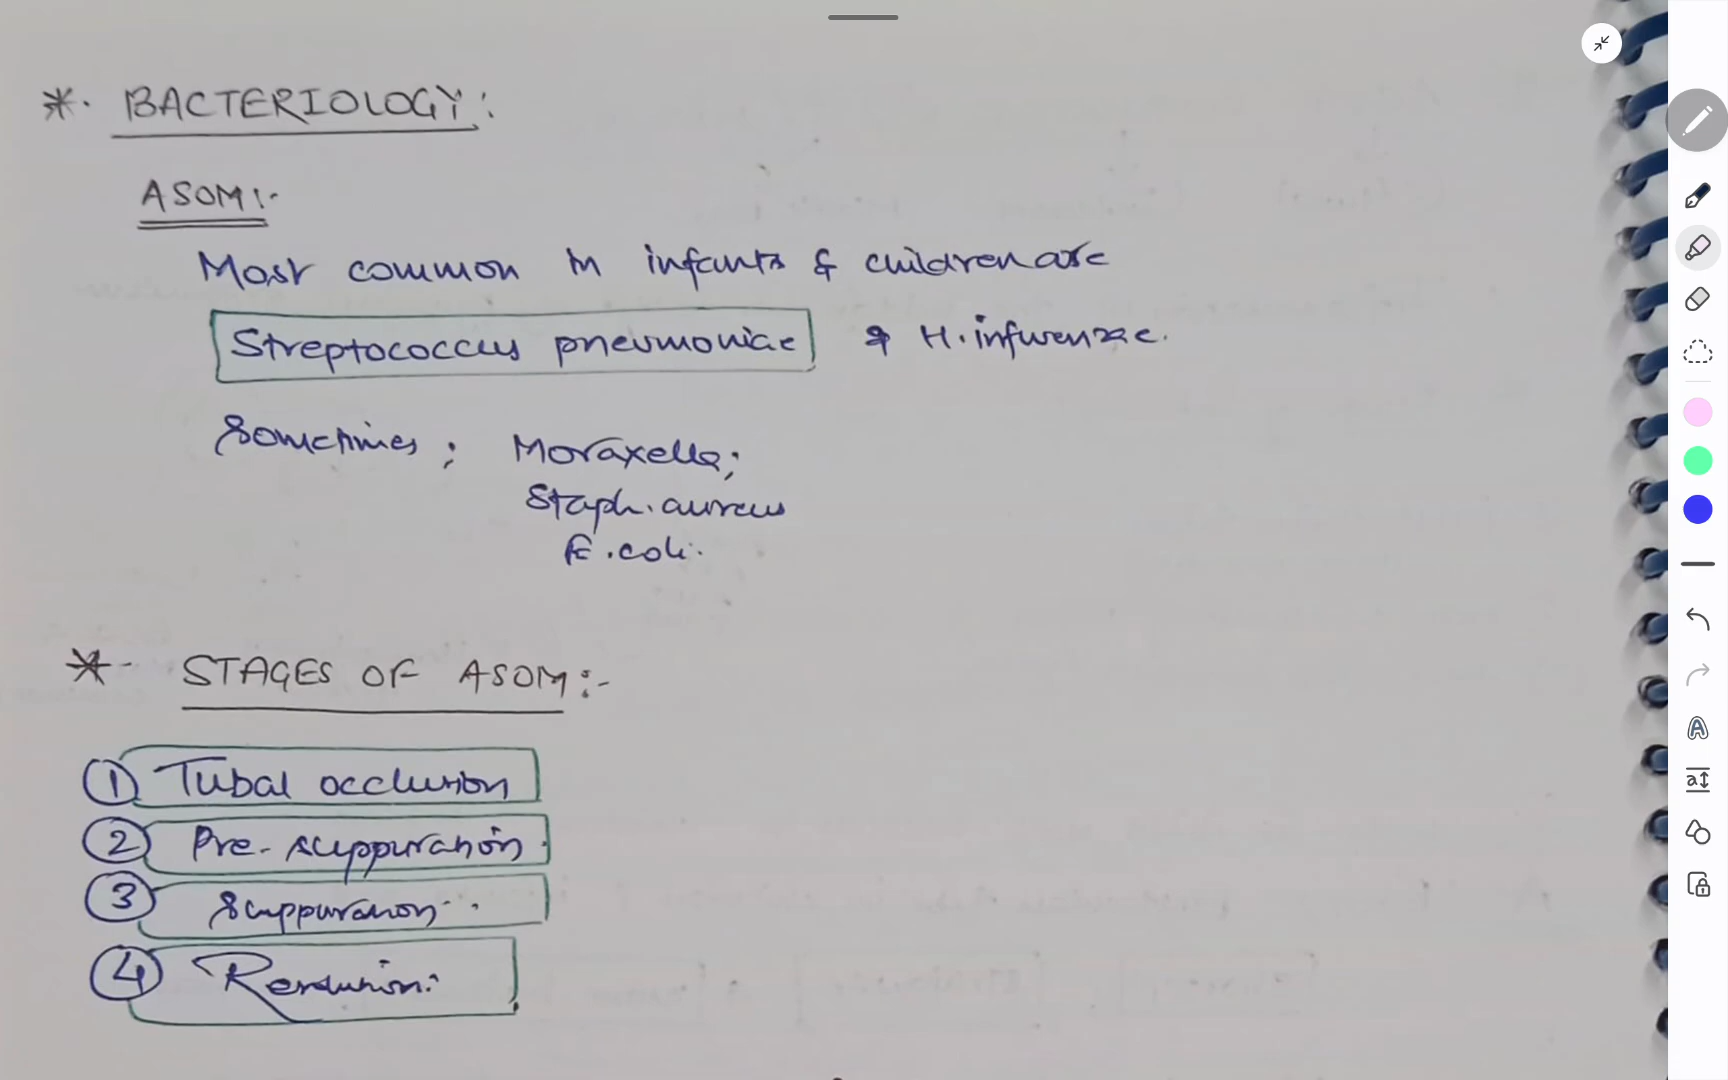 *. BACTERIOLOGY:
ASOM:-
Most common in infants & children are
Streptococcus pneumoniae & H. influenzae.
Sometimes ; Moraxella;
Staph. aureus
E. coli.
*- STAGES OF ASOM:-
① Tubal occlusion
② Pre-suppuration.
③ Suppuration.
④ Resolution.